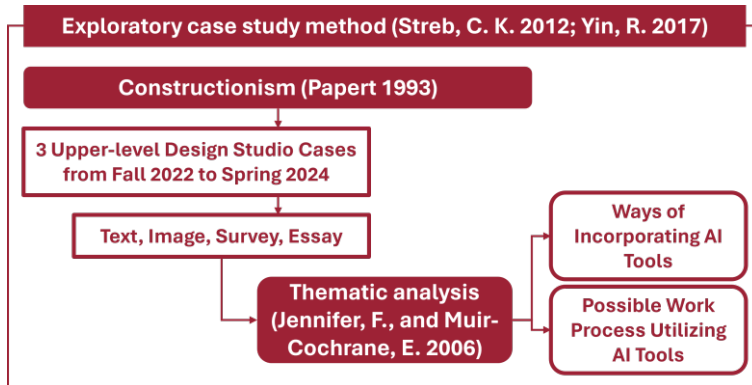 Exploratory case study method (Streb, C. K. 2012; Yin, R. 2017)
Constructionism (Papert 1993)
3 Upper-level Design Studio Cases
from Fall 2022 to Spring 2024
Text, Image, Survey, Essay
Thematic analysis
(Jennifer, F., and Muir-
Cochrane, E. 2006)
Ways of
Incorporating AI
Tools
Possible Work
Process Utilizing
AI Tools